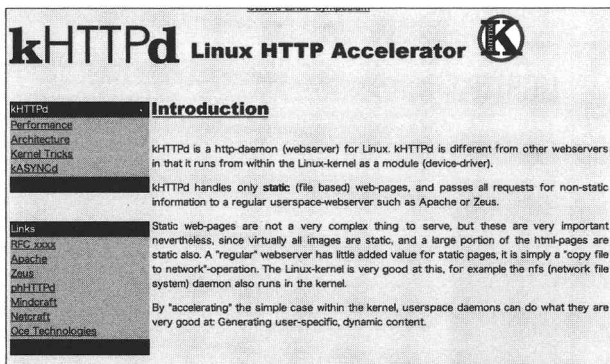 Ottawa Linux Symposium
kHTTPd Linux HTTP Accelerator K
kHTTPd
Performance
Architecture
Kernel Tricks
kASYNCd
Links
RFC xxxx
Apache
Zeus
phHTTPd
Mindcraft
Netcraft
Oce Technologies
Introduction
kHTTPd is a http-daemon (webserver) for Linux. kHTTPd is different from other webservers
in that it runs from within the Linux-kernel as a module (device-driver).
kHTTPd handles only static (file based) web-pages, and passes all requests for non-static
information to a regular userspace-webserver such as Apache or Zeus.
Static web-pages are not a very complex thing to serve, but these are very important
nevertheless, since virtually all images are static, and a large portion of the html-pages are
static also. A "regular" webserver has little added value for static pages, it is simply a "copy file
to network"-operation. The Linux-kernel is very good at this, for example the nfs (network file
system) daemon also runs in the kernel.
By "accelerating" the simple case within the kernel, userspace daemons can do what they are
very good at: Generating user-specific, dynamic content.